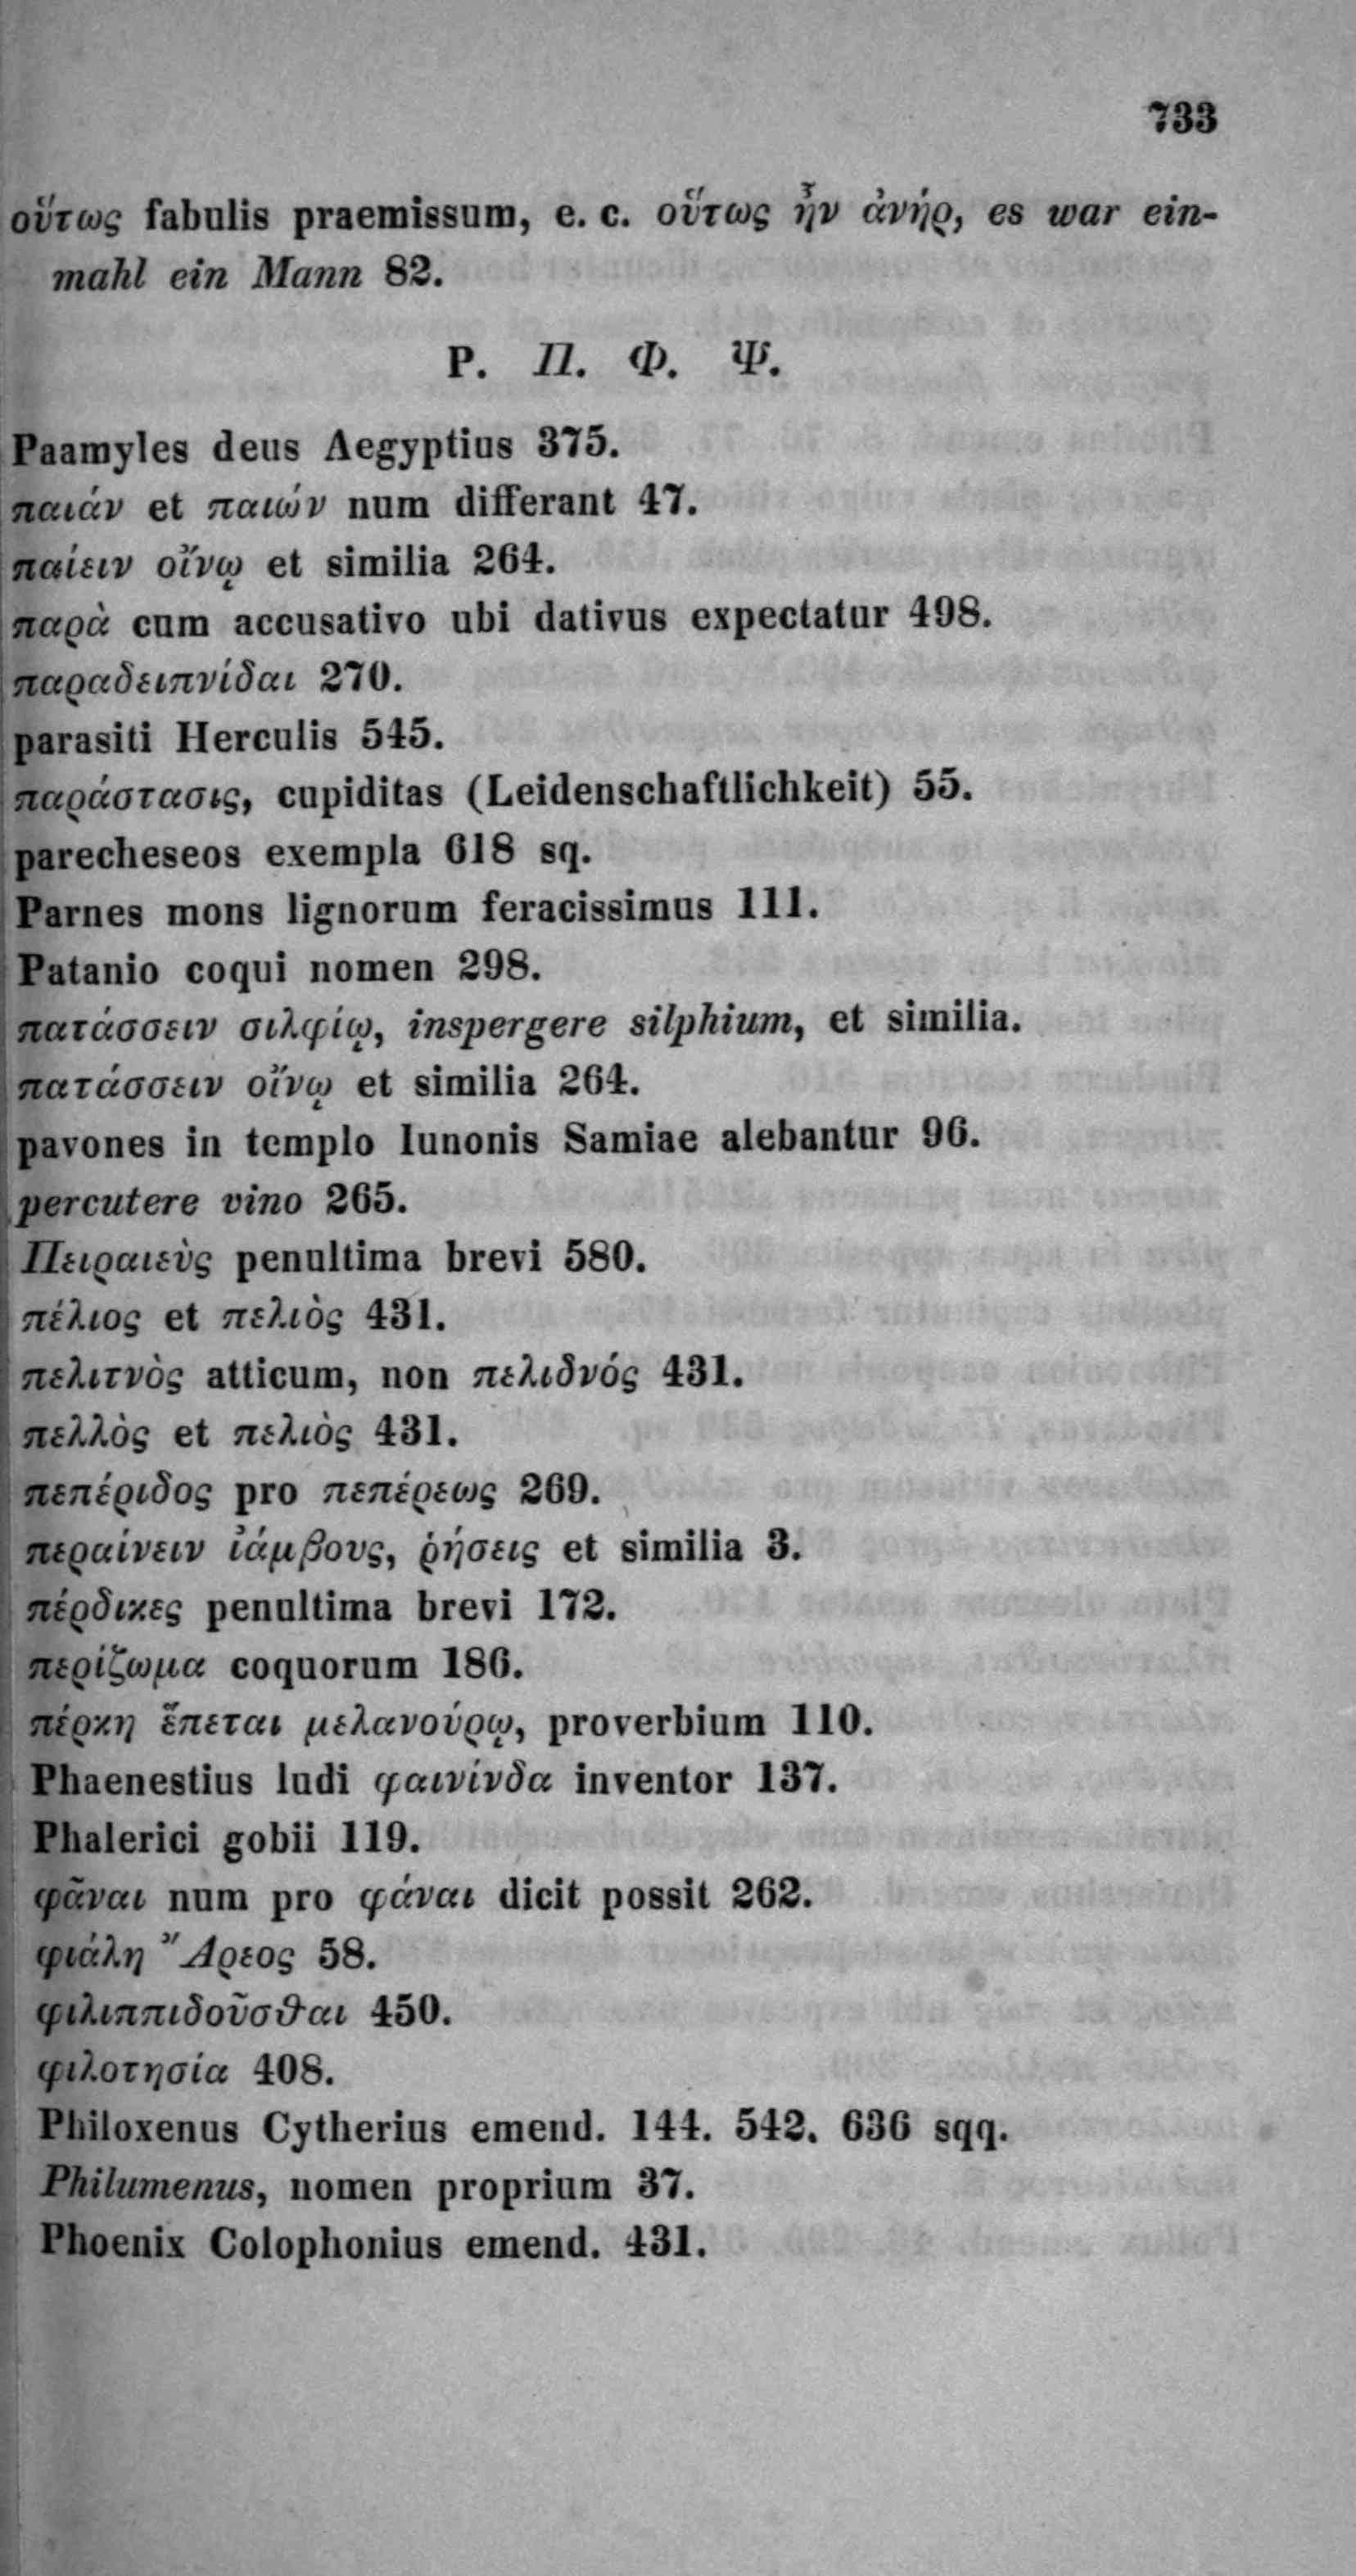 733
οὕτως fabulis praemissum, e. c. οὕτως ἦν ἀνήρ, es war ein-
mahl ein Mann 82.
P. Π. Φ. Ψ.
Paamyles deus Aegyptius 375.
παιάν et παιών num differant 47.
παίειν οἴνῳ et similia 264.
παρὰ cum accusativo ubi dativus expectatur 498.
παραδειπνίδαι 270.
parasiti Herculis 545.
παράστασις, cupiditas (Leidenschaftlichkeit) 55.
parecheseos exempla 618 sq.
Parnes mons lignorum feracissimus 111.
Patanio coqui nomen 298.
πατάσσειν σιλφίῳ, inspergere silphium, et similia.
πατάσσειν οἴνῳ et similia 264.
pavones in templo Iunonis Samiae alebantur 96.
percutere vino 265.
Πειραιεὺς penultima brevi 580.
πέλιος et πελιὸς 431.
πελιτνὸς atticum, non πελιδνός 431.
πελλὸς et πελιὸς 431.
πεπέριδος pro πεπέρεως 269.
περαίνειν ἰάμβους, ῥήσεις et similia 3.
πέρδικες penultima brevi 172.
περίζωμα coquorum 186.
πέρκη ἕπεται μελανούρῳ, proverbium 110.
Phaenestius ludi φαινίνδα inventor 137.
Phalerici gobii 119.
φᾶναι num pro φάναι dicit possit 262.
φιάλη Ἄρεος 58.
φιλιππιδοῦσθαι 450.
φιλοτησία 408.
Philoxenus Cytherius emend. 144. 542. 636 sqq.
Philumenus, nomen proprium 37.
Phoenix Colophonius emend. 431.